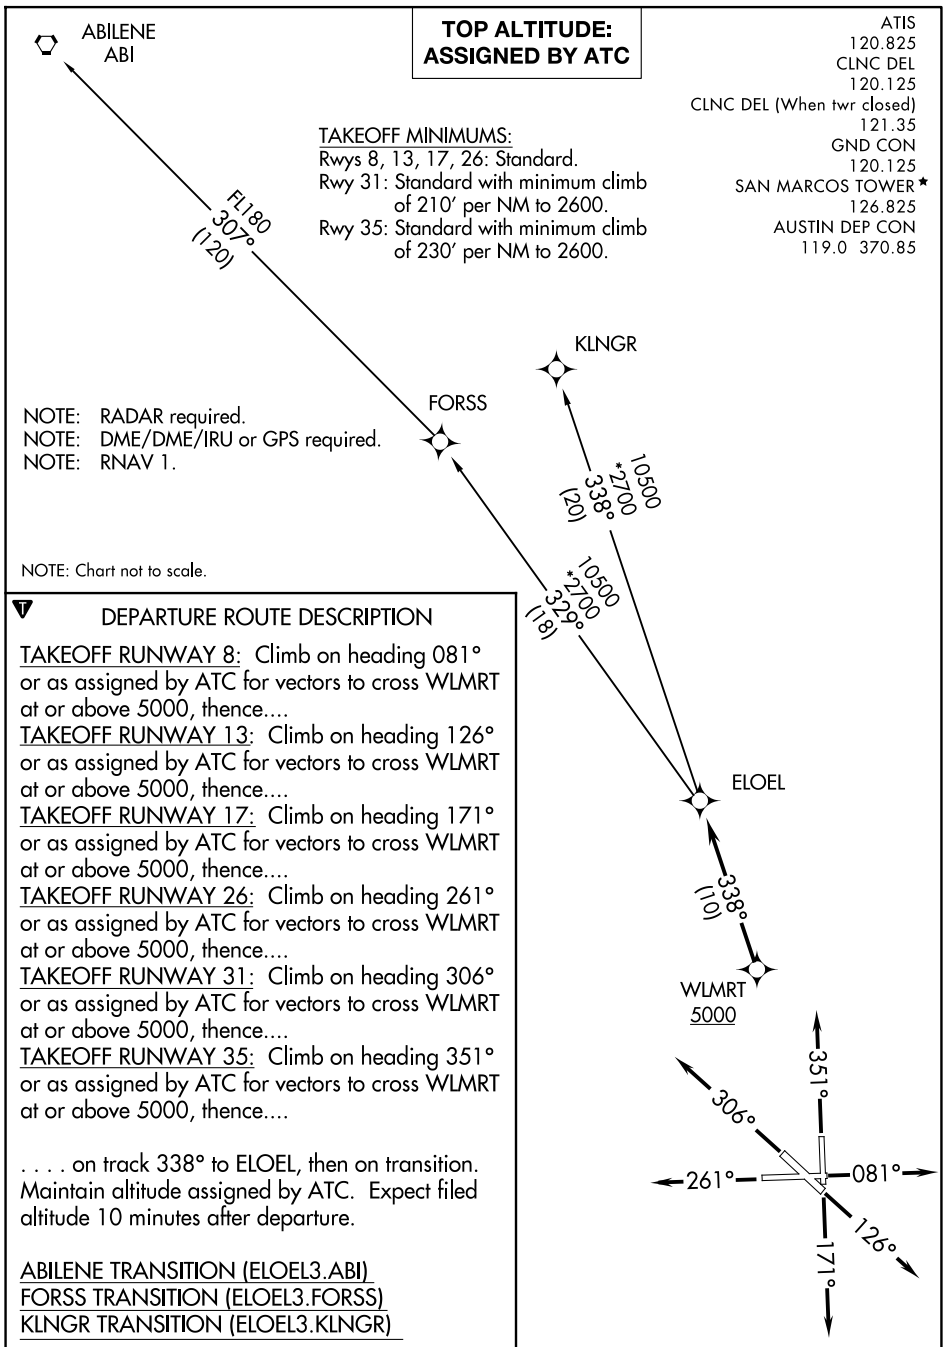 ABILENE
ABI
TOP ALTITUDE:
ASSIGNED BY ATC
ATIS
120.825
CLNC DEL
120.125
CLNC DEL (When twr closed)
121.35
GND CON
120.125
SAN MARCOS TOWER★
126.825
AUSTIN DEP CON
119.0 370.85
TAKEOFF MINIMUMS:
Rwys 8, 13, 17, 26: Standard.
Rwy 31: Standard with minimum climb
of 210' per NM to 2600.
Rwy 35: Standard with minimum climb
of 230' per NM to 2600.
FL180
307°
(120)
KLNGR
FORSS
NOTE: RADAR required.
NOTE: DME/DME/IRU or GPS required.
NOTE: RNAV 1.
10500
*2700
338°
(20)
10500
*2700
329°
(18)
NOTE: Chart not to scale.
ELOEL
338°
(10)
WLMRT
5000
351°
306°
261°
081°
126°
171°
T
DEPARTURE ROUTE DESCRIPTION
TAKEOFF RUNWAY 8: Climb on heading 081°
or as assigned by ATC for vectors to cross WLMRT
at or above 5000, thence....
TAKEOFF RUNWAY 13: Climb on heading 126°
or as assigned by ATC for vectors to cross WLMRT
at or above 5000, thence....
TAKEOFF RUNWAY 17: Climb on heading 171°
or as assigned by ATC for vectors to cross WLMRT
at or above 5000, thence....
TAKEOFF RUNWAY 26: Climb on heading 261°
or as assigned by ATC for vectors to cross WLMRT
at or above 5000, thence....
TAKEOFF RUNWAY 31: Climb on heading 306°
or as assigned by ATC for vectors to cross WLMRT
at or above 5000, thence....
TAKEOFF RUNWAY 35: Climb on heading 351°
or as assigned by ATC for vectors to cross WLMRT
at or above 5000, thence....
. . . . on track 338° to ELOEL, then on transition.
Maintain altitude assigned by ATC. Expect filed
altitude 10 minutes after departure.
ABILENE TRANSITION (ELOEL3.ABI)
FORSS TRANSITION (ELOEL3.FORSS)
KLNGR TRANSITION (ELOEL3.KLNGR)